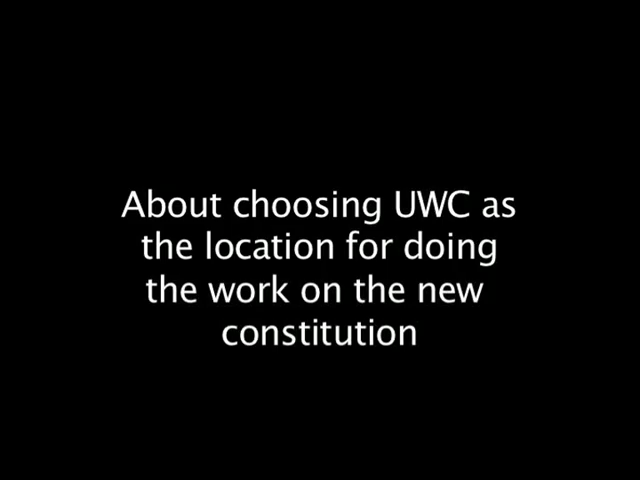 About choosing UWC as
the location for doing
the work on the new
constitution